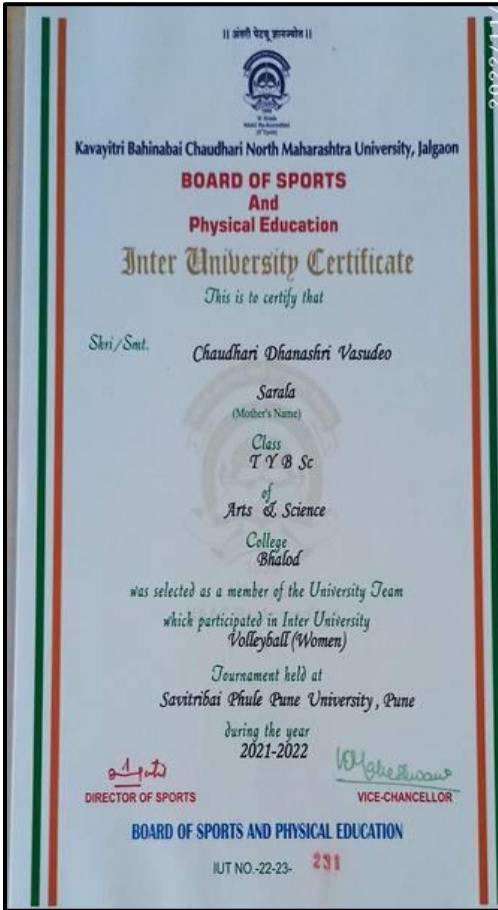 || अंतरी पेटवू ज्ञानज्योत ||
Kavayitri Bahinabai Chaudhari North Maharashtra University, Jalgaon
BOARD OF SPORTS
And
Physical Education
Inter University Certificate
This is to certify that
Shri/Smt. Chaudhari Dhanashri Vasudeo
Sarala
(Mother's Name)
Class
T Y B Sc
of
Arts & Science
College
Bhalod
was selected as a member of the University Team
which participated in Inter University
Volleyball (Women)
Tournament held at
Savitribai Phule Pune University, Pune
during the year
2021-2022
DIRECTOR OF SPORTS VICE-CHANCELLOR
BOARD OF SPORTS AND PHYSICAL EDUCATION
IUT NO.-22-23- 231